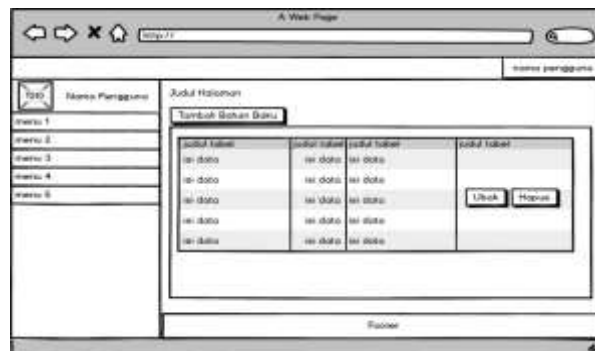 A Web Page
http://
nama pengguna
foto Nama Pengguna
menu 1
menu 2
menu 3
menu 4
menu 5
Judul Halaman
Tambah Bahan Baku
judul tabel judul tabel judul tabel judul tabel
isi data isi data isi data
isi data isi data isi data
isi data isi data isi data Ubah Hapus
isi data isi data isi data
isi data isi data isi data
Footer